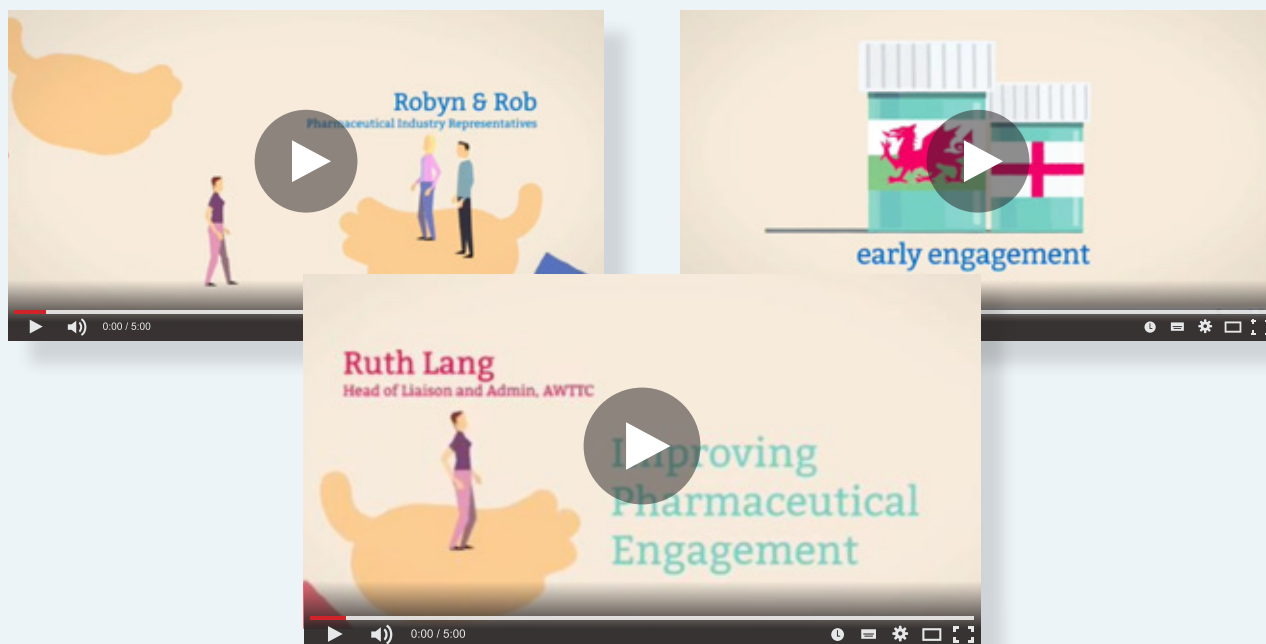 Robyn & Rob
Pharmaceutical Industry Representatives
0:00 / 5:00
early engagement
Ruth Lang
Head of Liaison and Admin, AWTTC
Improving
Pharmaceutical
Engagement
0:00 / 5:00